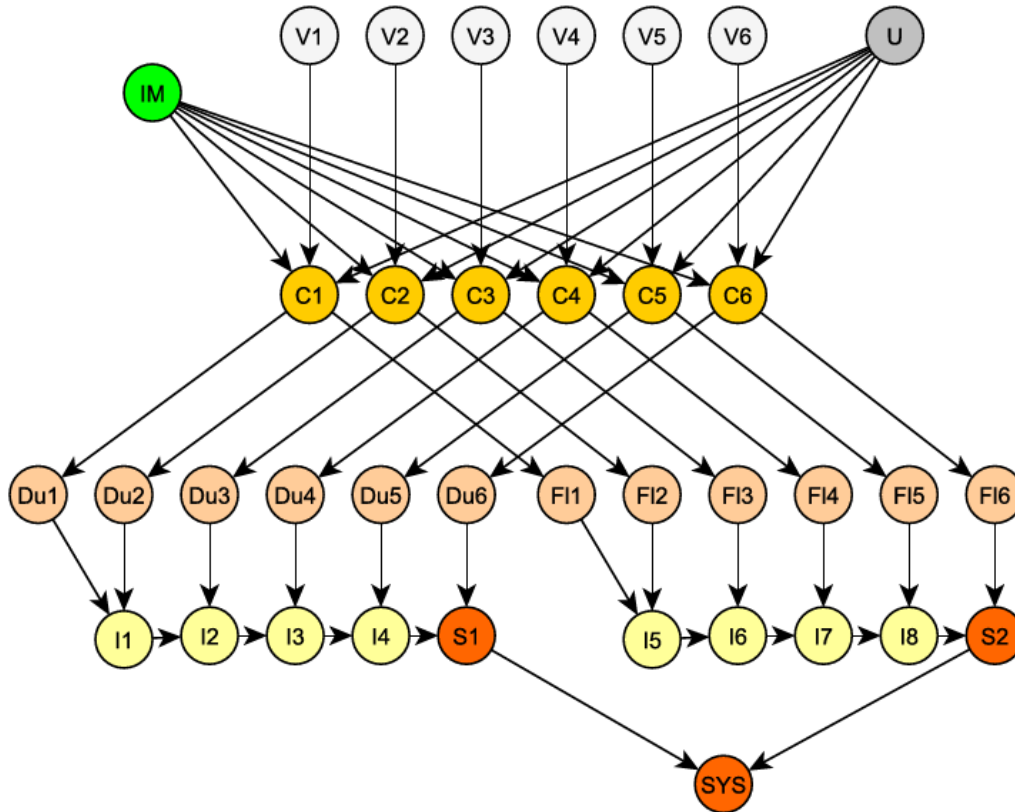 V1 V2 V3 V4 V5 V6 U
IM
C1 C2 C3 C4 C5 C6
Du1 Du2 Du3 Du4 Du5 Du6 Fl1 Fl2 Fl3 Fl4 Fl5 Fl6
I1 I2 I3 I4 S1 I5 I6 I7 I8 S2
SYS